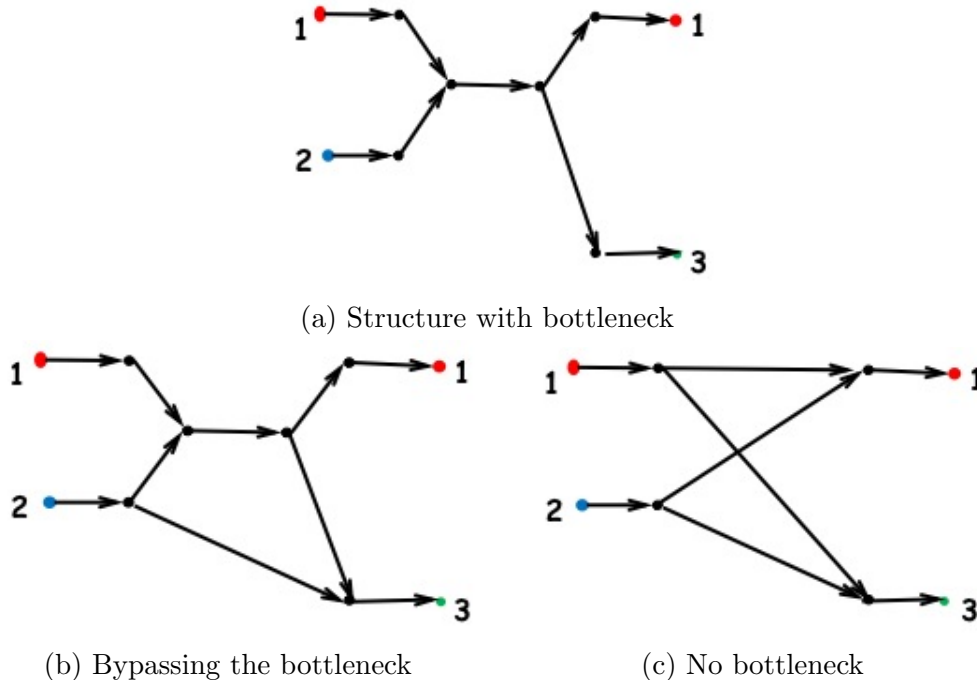 1 1
2
3
(a) Structure with bottleneck
1 1 1 1
2 2
3 3
(b) Bypassing the bottleneck (c) No bottleneck